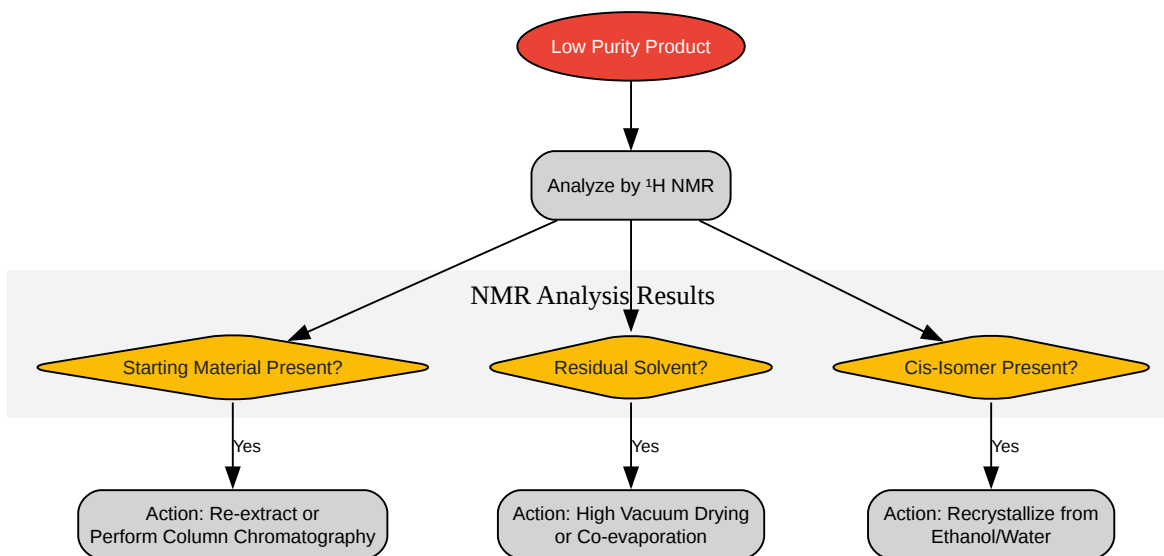 Low Purity Product
Analyze by ¹H NMR
NMR Analysis Results
Starting Material Present?
Residual Solvent?
Cis-Isomer Present?
Yes
Yes
Yes
Action: Re-extract or
Perform Column Chromatography
Action: High Vacuum Drying
or Co-evaporation
Action: Recrystallize from
Ethanol/Water